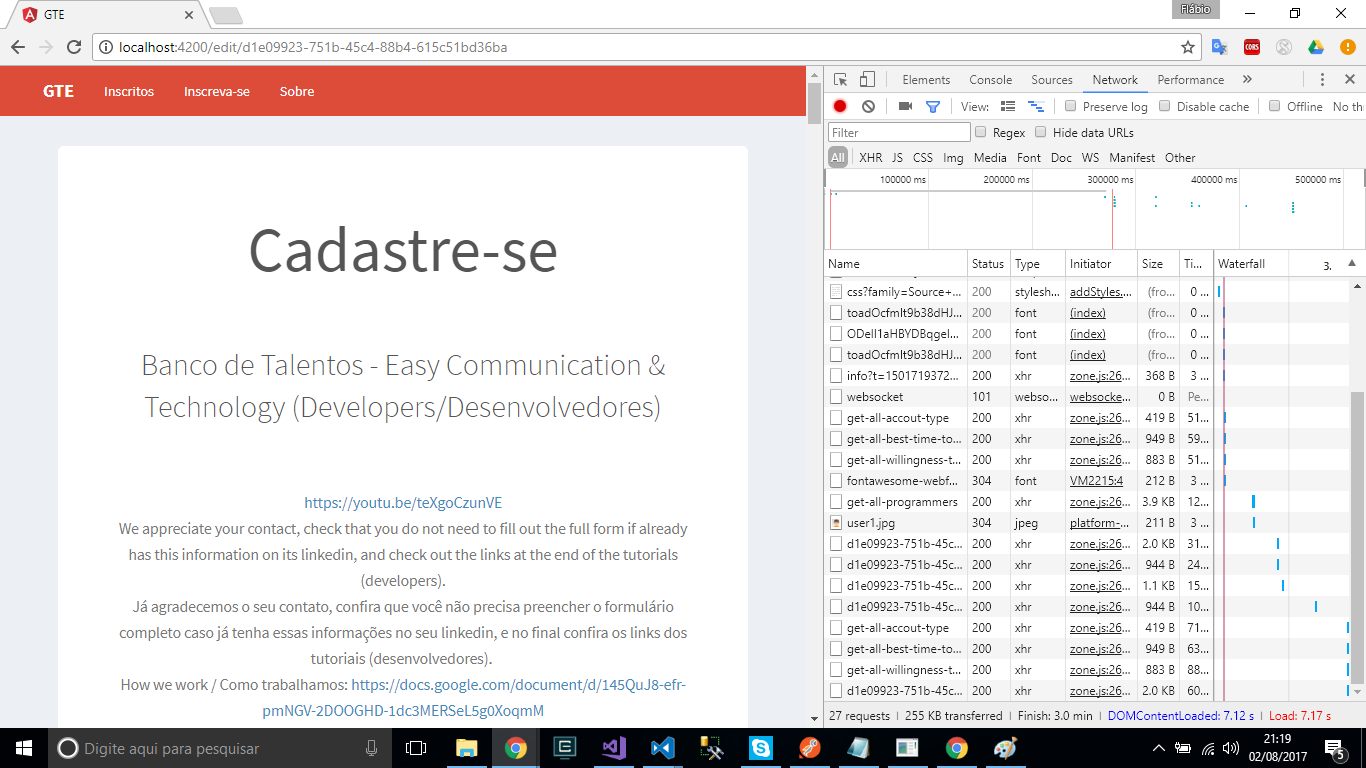 GTE
Flábio
localhost:4200/edit/d1e09923-751b-45c4-88b4-615c51bd36ba
CORS
GTE Inscritos Inscreva-se Sobre
Cadastre-se
Banco de Talentos - Easy Communication &
Technology (Developers/Desenvolvedores)
https://youtu.be/teXgoCzunVE
We appreciate your contact, check that you do not need to fill out the full form if already
has this information on its linkedin, and check out the links at the end of the tutorials
(developers).
Já agradecemos o seu contato, confira que você não precisa preencher o formulário
completo caso já tenha essas informações no seu linkedin, e no final confira os links dos
tutoriais (desenvolvedores).
How we work / Como trabalhamos: https://docs.google.com/document/d/145QuJ8-efr-
pmNGV-2DOOGHD-1dc3MERSeL5g0XoqmM
Elements Console Sources Network Performance »
View: Preserve log Disable cache Offline No thr
Filter Regex Hide data URLs
All XHR JS CSS Img Media Font Doc WS Manifest Other
100000 ms 200000 ms 300000 ms 400000 ms 500000 ms
Name Status Type Initiator Size Ti... Waterfall 3.
css?family=Source+... 200 stylesh... addStyles.... (fro... 0 ...
toadOcfmlt9b38dHJ... 200 font (index) (fro... 0 ...
ODelI1aHBYDBqgeI... 200 font (index) (fro... 0 ...
toadOcfmlt9b38dHJ... 200 font (index) (fro... 0 ...
info?t=1501719372... 200 xhr zone.js:26... 368 B 3 ...
websocket 101 webso... websocke... 0 B Pe...
get-all-accout-type 200 xhr zone.js:26... 419 B 51...
get-all-best-time-to... 200 xhr zone.js:26... 949 B 59...
get-all-willingness-t... 200 xhr zone.js:26... 883 B 51...
fontawesome-webf... 304 font VM2215:4 212 B 3 ...
get-all-programmers 200 xhr zone.js:26... 3.9 KB 12...
user1.jpg 304 jpeg platform-... 211 B 3 ...
d1e09923-751b-45c... 200 xhr zone.js:26... 2.0 KB 31...
d1e09923-751b-45c... 200 xhr zone.js:26... 944 B 24...
d1e09923-751b-45c... 200 xhr zone.js:26... 1.1 KB 15...
d1e09923-751b-45c... 200 xhr zone.js:26... 944 B 10...
get-all-accout-type 200 xhr zone.js:26... 419 B 71...
get-all-best-time-to... 200 xhr zone.js:26... 949 B 63...
get-all-willingness-t... 200 xhr zone.js:26... 883 B 88...
d1e09923-751b-45c... 200 xhr zone.js:26... 2.0 KB 60...
27 requests | 255 KB transferred | Finish: 3.0 min | DOMContentLoaded: 7.12 s | Load: 7.17 s
Digite aqui para pesquisar
21:19
02/08/2017
5